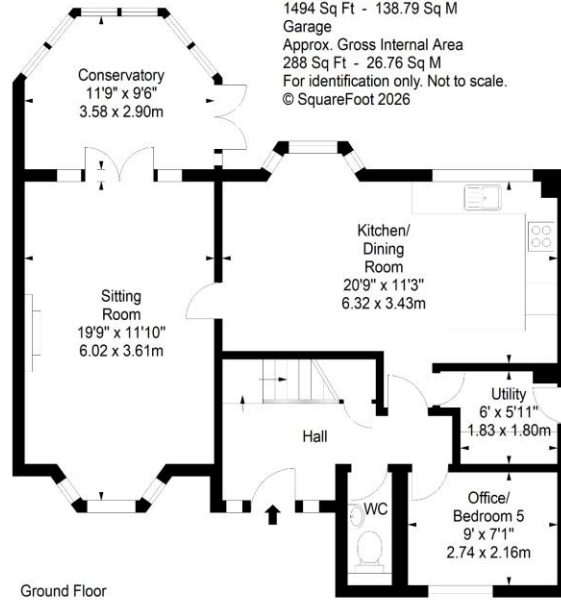 1494 Sq Ft - 138.79 Sq M
Garage
Approx. Gross Internal Area
288 Sq Ft - 26.76 Sq M
For identification only. Not to scale.
© SquareFoot 2026
Conservatory
11'9" x 9'6"
3.58 x 2.90m
Kitchen/
Dining
Room
20'9" x 11'3"
6.32 x 3.43m
Sitting
Room
19'9" x 11'10"
6.02 x 3.61m
Utility
6' x 5'11"
1.83 x 1.80m
Hall
WC
Office/
Bedroom 5
9' x 7'1"
2.74 x 2.16m
Ground Floor